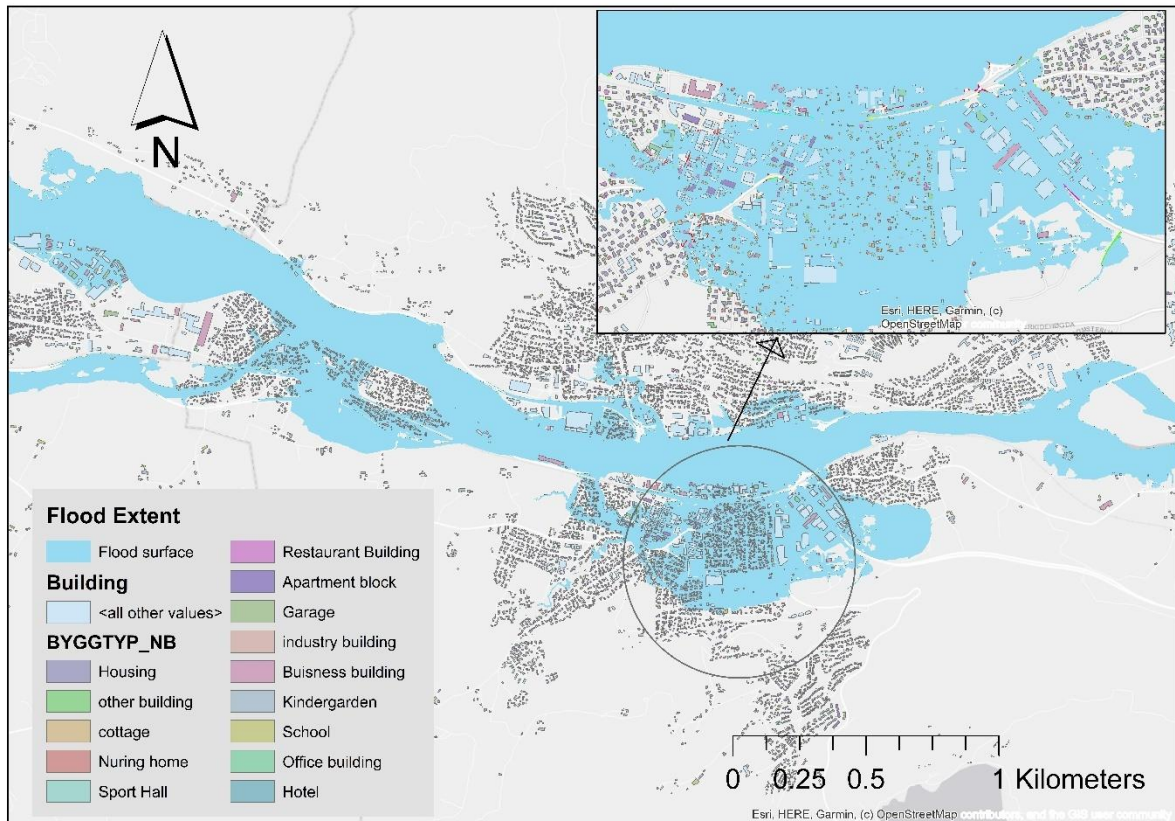 N
Esri, HERE, Garmin, (c)
OpenStreetMap
Flood Extent
Flood surface
Building
<all other values>
BYGGTYP_NB
Housing
other building
cottage
Nuring home
Sport Hall
Restaurant Building
Apartment block
Garage
industry building
Buisness building
Kindergarden
School
Office building
Hotel
0 0.25 0.5 1 Kilometers
Esri, HERE, Garmin, (c) OpenStreetMap contributors, and the GIS user community